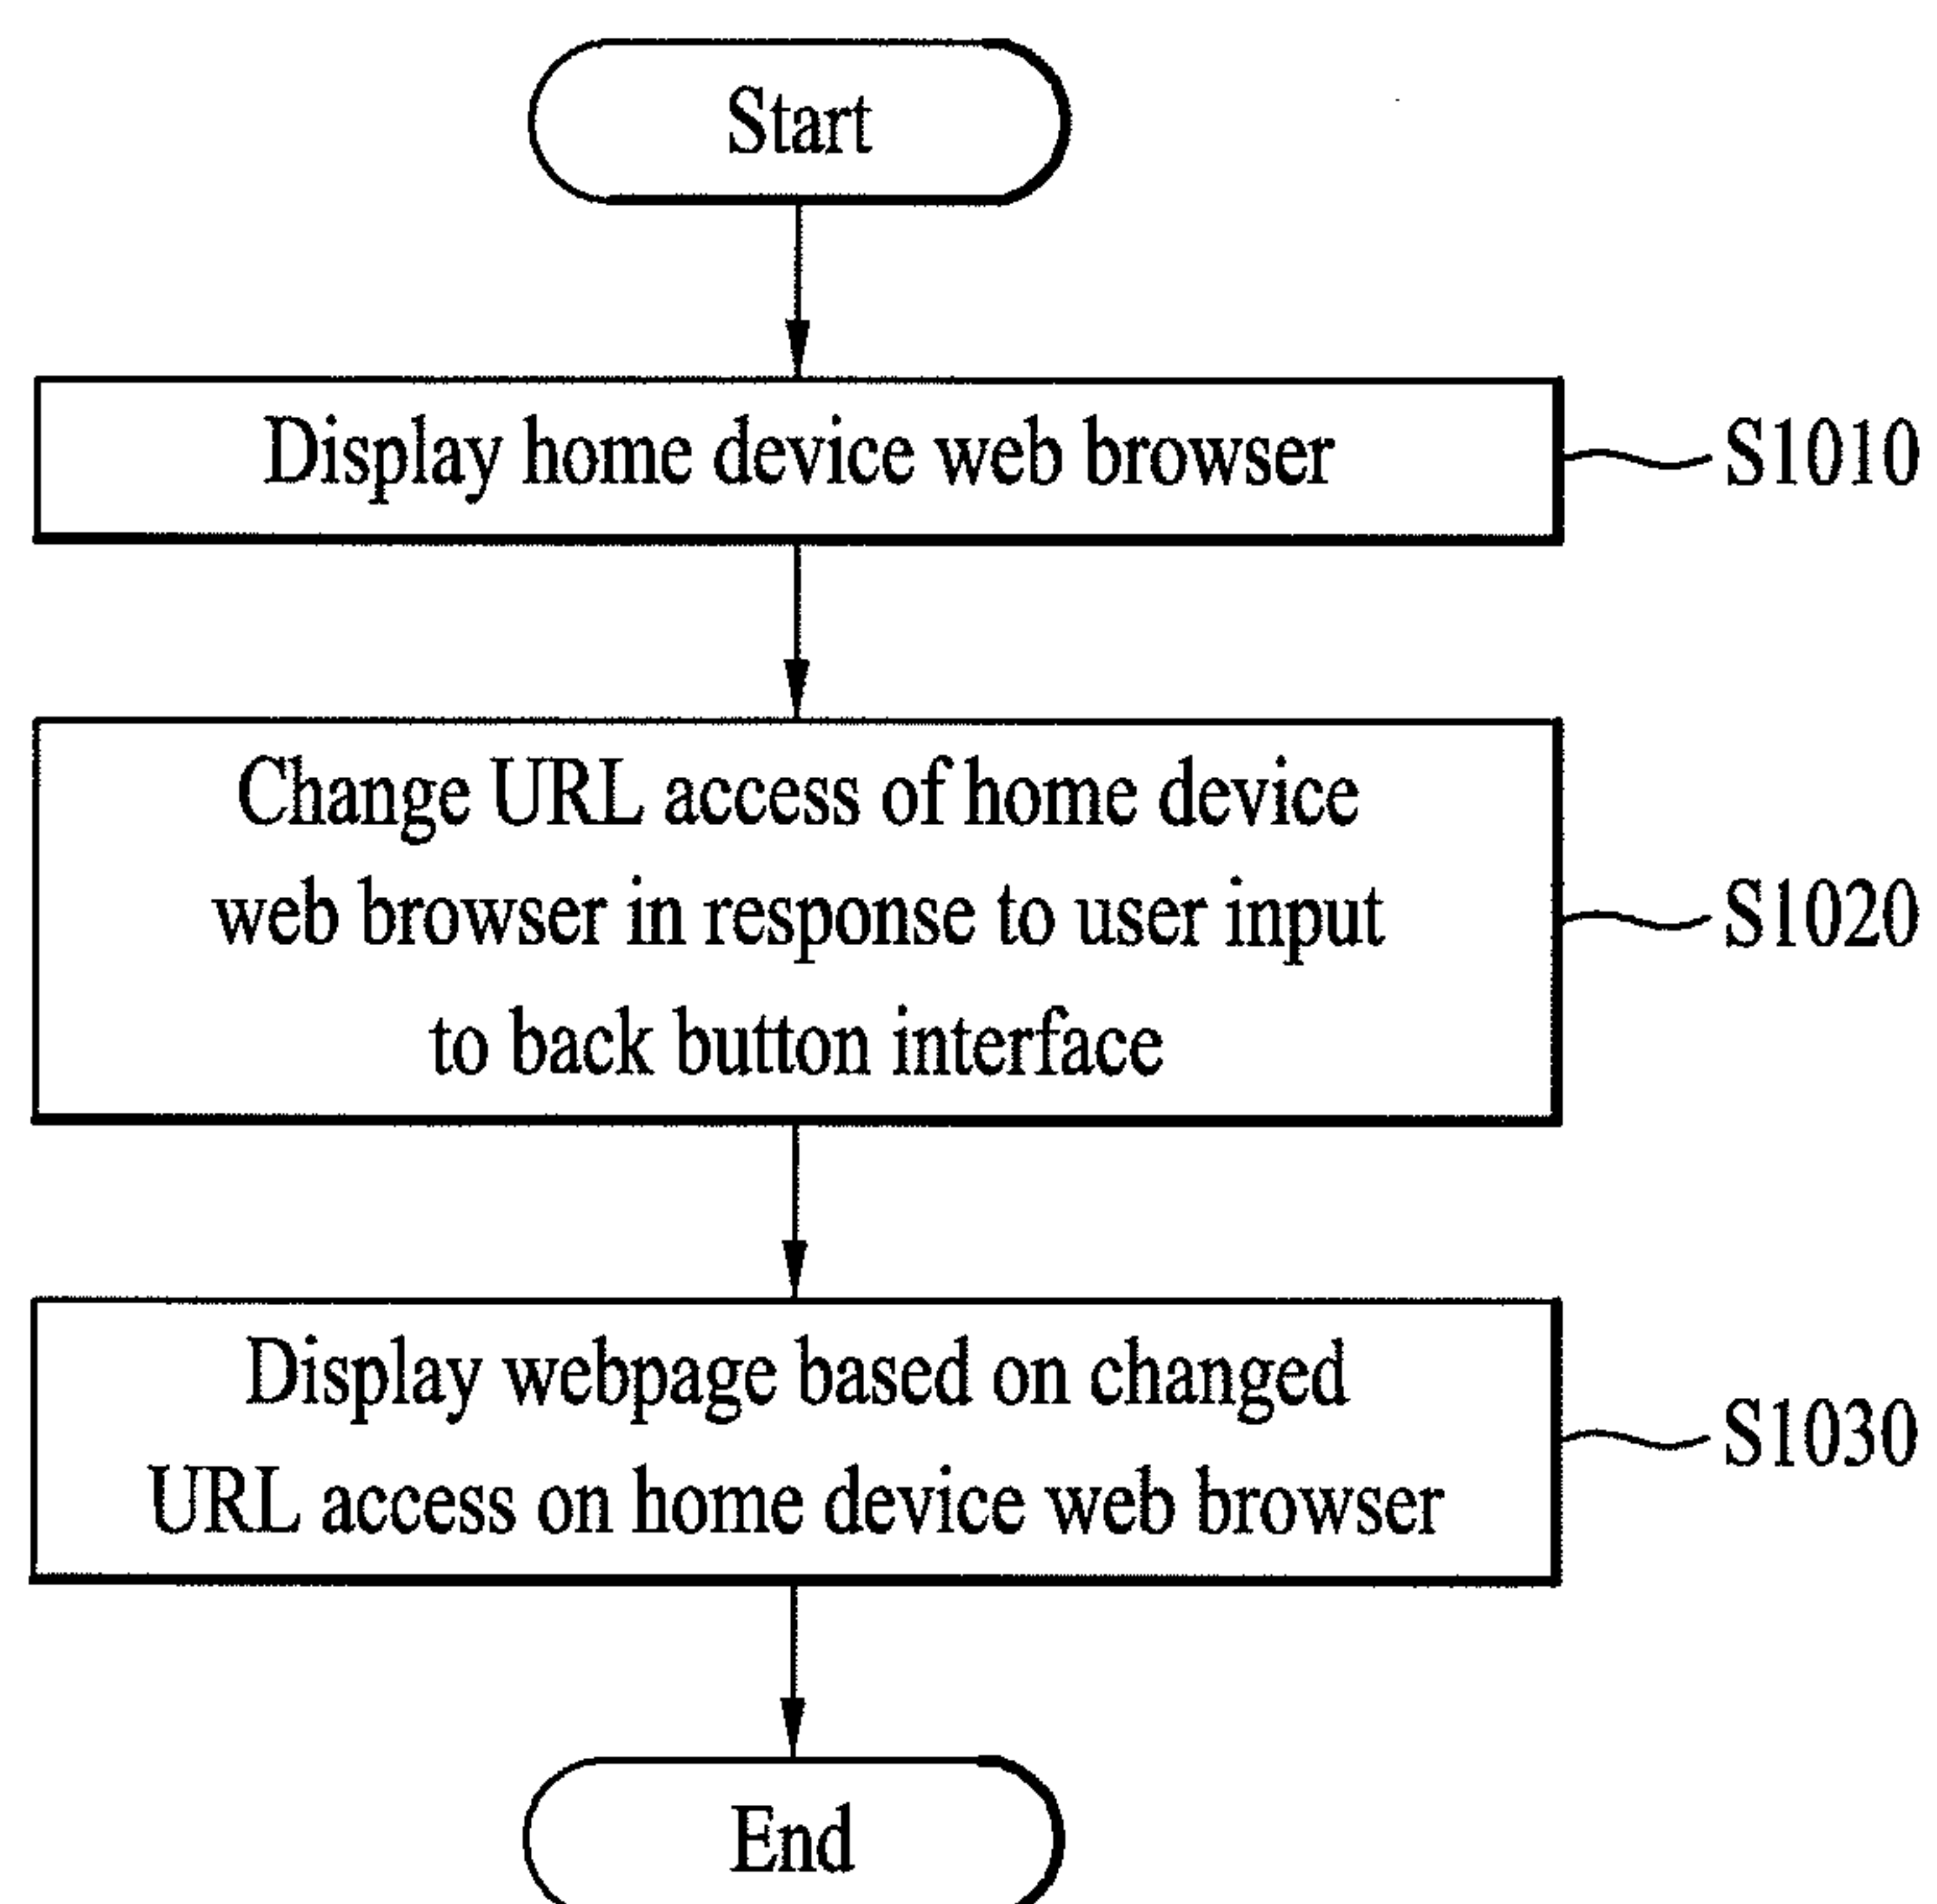 Start
Display home device web browser
S1010
Change URL access of home device
web browser in response to user input
to back button interface
S1020
Display webpage based on changed
URL access on home device web browser
S1030
End